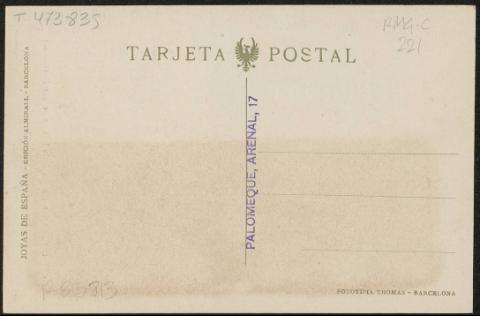 T 473835
RMG-C
221
TARJETA POSTAL
JOYAS DE ESPAÑA - EDICIÓN ALMIRALL - BARCELONA
PALOMEQUE, ARENAL, 17
FOTOTIPIA THOMAS - BARCELONA